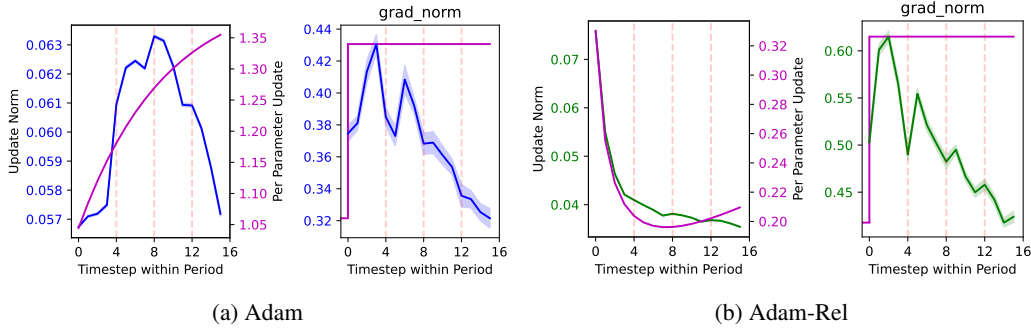 grad_norm
grad_norm
0.063
0.062
0.061
0.060
0.059
0.058
0.057
Update Norm
1.35
1.30
1.25
1.20
1.15
1.10
1.05
Per Parameter Update
0 4 8 12 16
Timestep within Period
0.44
0.42
0.40
0.38
0.36
0.34
0.32
0 4 8 12 16
Timestep within Period
0.07
0.06
0.05
0.04
Update Norm
0.32
0.30
0.28
0.26
0.24
0.22
0.20
Per Parameter Update
0 4 8 12 16
Timestep within Period
0.60
0.55
0.50
0.45
0 4 8 12 16
Timestep within Period
(a) Adam
(b) Adam-Rel